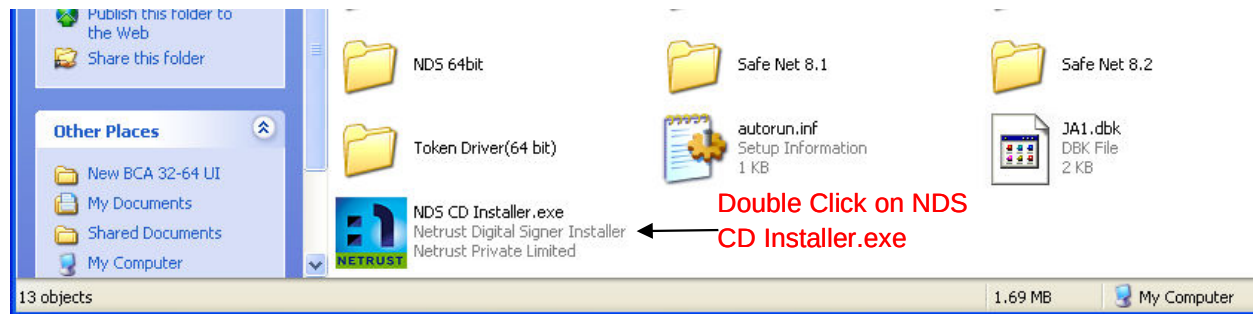 Publish this folder to
the Web
Share this folder
Other Places
New BCA 32-64 UI
My Documents
Shared Documents
My Computer
NDS 64bit
Safe Net 8.1
Safe Net 8.2
Token Driver(64 bit)
autorun.inf
Setup Information
1 KB
JA1.dbk
DBK File
2 KB
NETRUST
NDS CD Installer.exe
Netrust Digital Signer Installer
Netrust Private Limited
Double Click on NDS
CD Installer.exe
13 objects
1.69 MB
My Computer